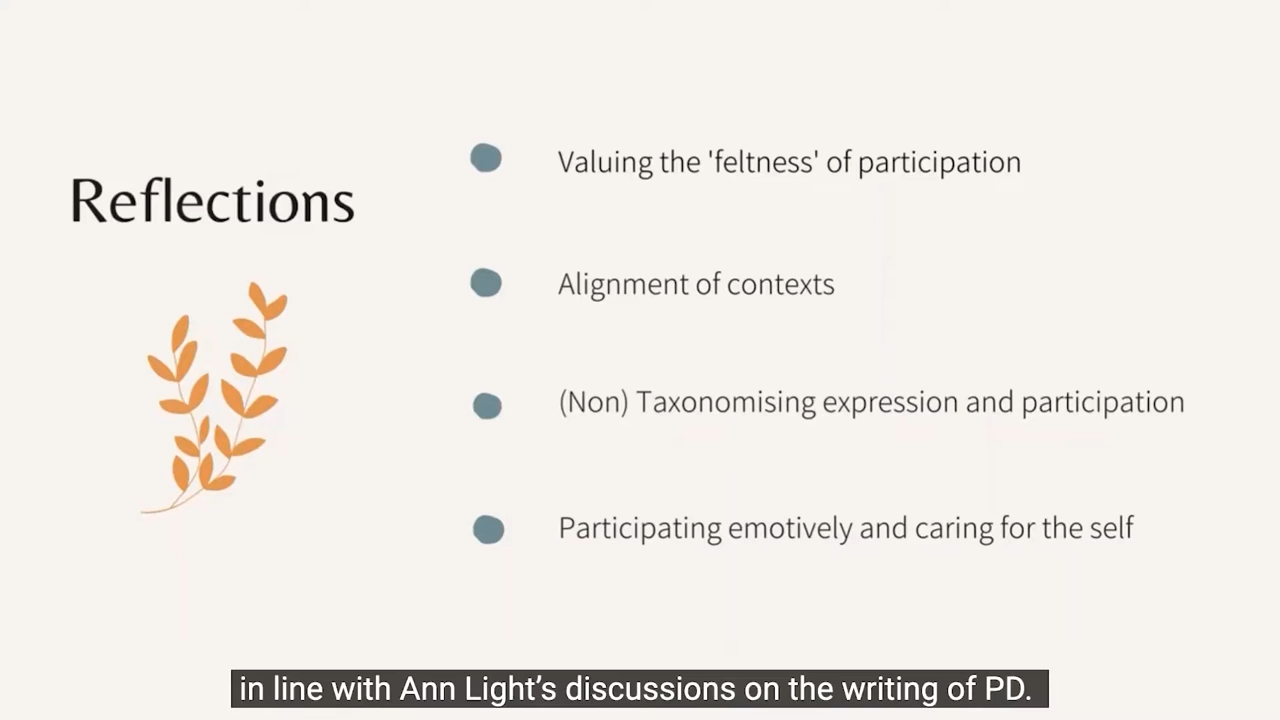 Reflections
Valuing the 'feltness' of participation
Alignment of contexts
(Non) Taxonomising expression and participation
Participating emotively and caring for the self
in line with Ann Light’s discussions on the writing of PD.